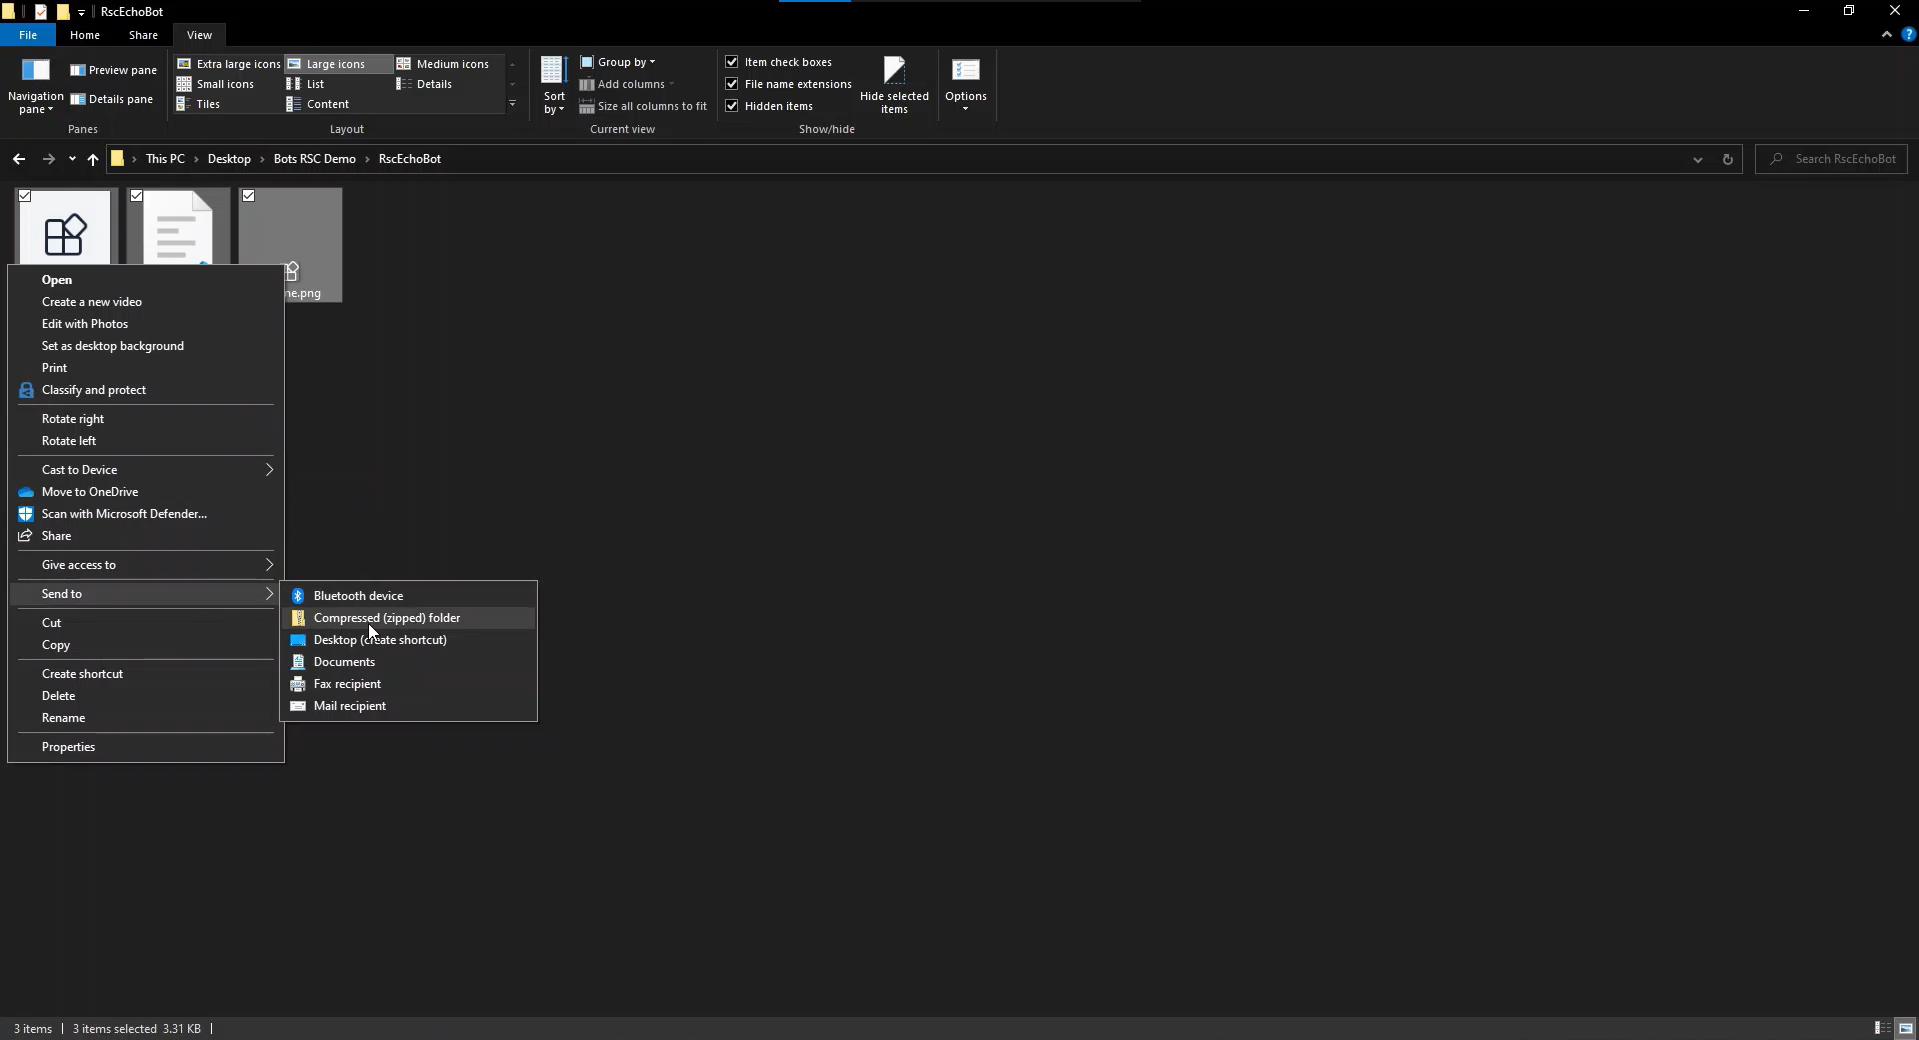 RscEchoBot
File
Home
Share
View
Navigation
pane
Preview pane
Details pane
Panes
Extra large icons
Large icons
Medium icons
Small icons
List
Details
Tiles
Content
Layout
Sort
by
Group by
Add columns
Size all columns to fit
Current view
Item check boxes
File name extensions
Hidden items
Hide selected
items
Show/hide
Options
This PC
Desktop
Bots RSC Demo
RscEchoBot
Search RscEchoBot
ne.png
Open
Create a new video
Edit with Photos
Set as desktop background
Print
Classify and protect
Rotate right
Rotate left
Cast to Device
Move to OneDrive
Scan with Microsoft Defender...
Share
Give access to
Send to
Cut
Copy
Create shortcut
Delete
Rename
Properties
Bluetooth device
Compressed (zipped) folder
Desktop (create shortcut)
Documents
Fax recipient
Mail recipient
3 items
3 items selected 3.31 KB